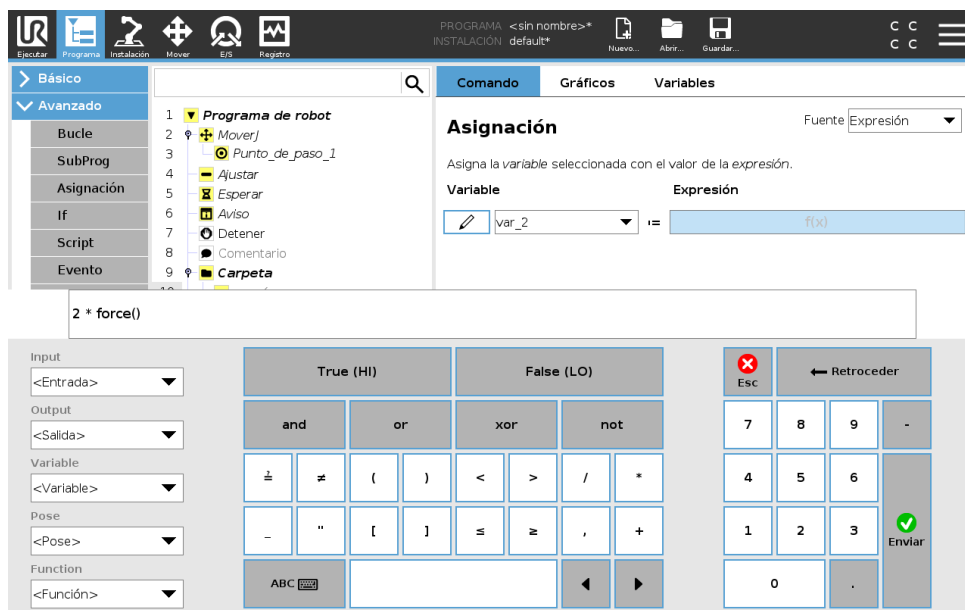 UR
PROGRAMA <sin nombre>*
INSTALACIÓN default*
Ejecutar Programa Instalación Mover E/S Registro Nuevo... Abrir... Guardar...
C C
C C
Básico
Avanzado
Bucle
SubProg
Asignación
If
Script
Evento
1 Programa de robot
2 MoverJ
3 Punto_de_paso_1
4 Ajustar
5 Esperar
6 Aviso
7 Detener
8 Comentario
9 Carpeta
Comando Gráficos Variables
Asignación
Fuente Expresión
Asigna la variable seleccionada con el valor de la expresión.
Variable Expresión
var_2 := f(x)
2 * force()
Input
<Entrada>
Output
<Salida>
Variable
<Variable>
Pose
<Pose>
Function
<Función>
True (HI) False (LO)
and or xor not
≟ ≠ ( ) < > / *
_ " [ ] ≤ ≥ , +
ABC
Esc Retroceder
7 8 9 -
4 5 6
1 2 3 Enviar
0 .